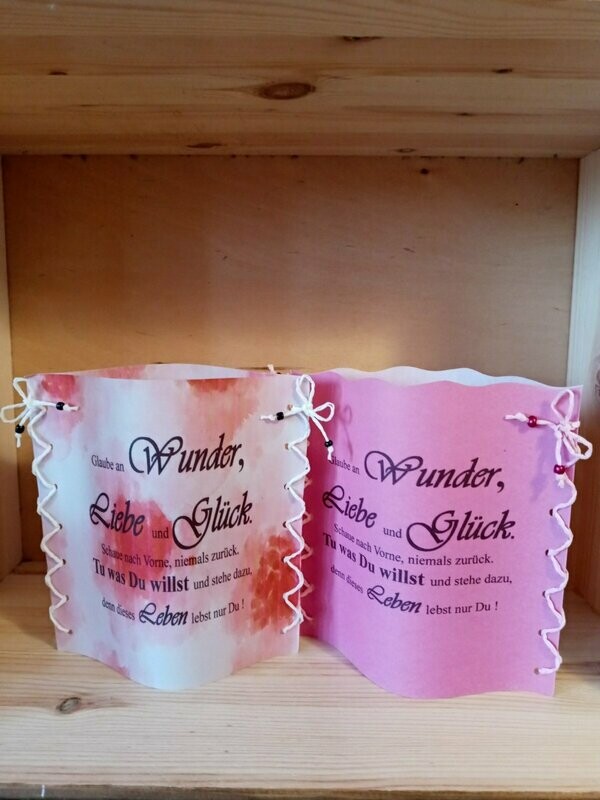 Glaube an Wunder,
Liebe und Glück.
Schaue nach Vorne, niemals zurück.
Tu was Du willst und stehe dazu,
denn dieses Leben lebst nur Du !
Glaube an Wunder,
Liebe und Glück.
Schaue nach Vorne, niemals zurück.
Tu was Du willst und stehe dazu,
denn dieses Leben lebst nur Du !